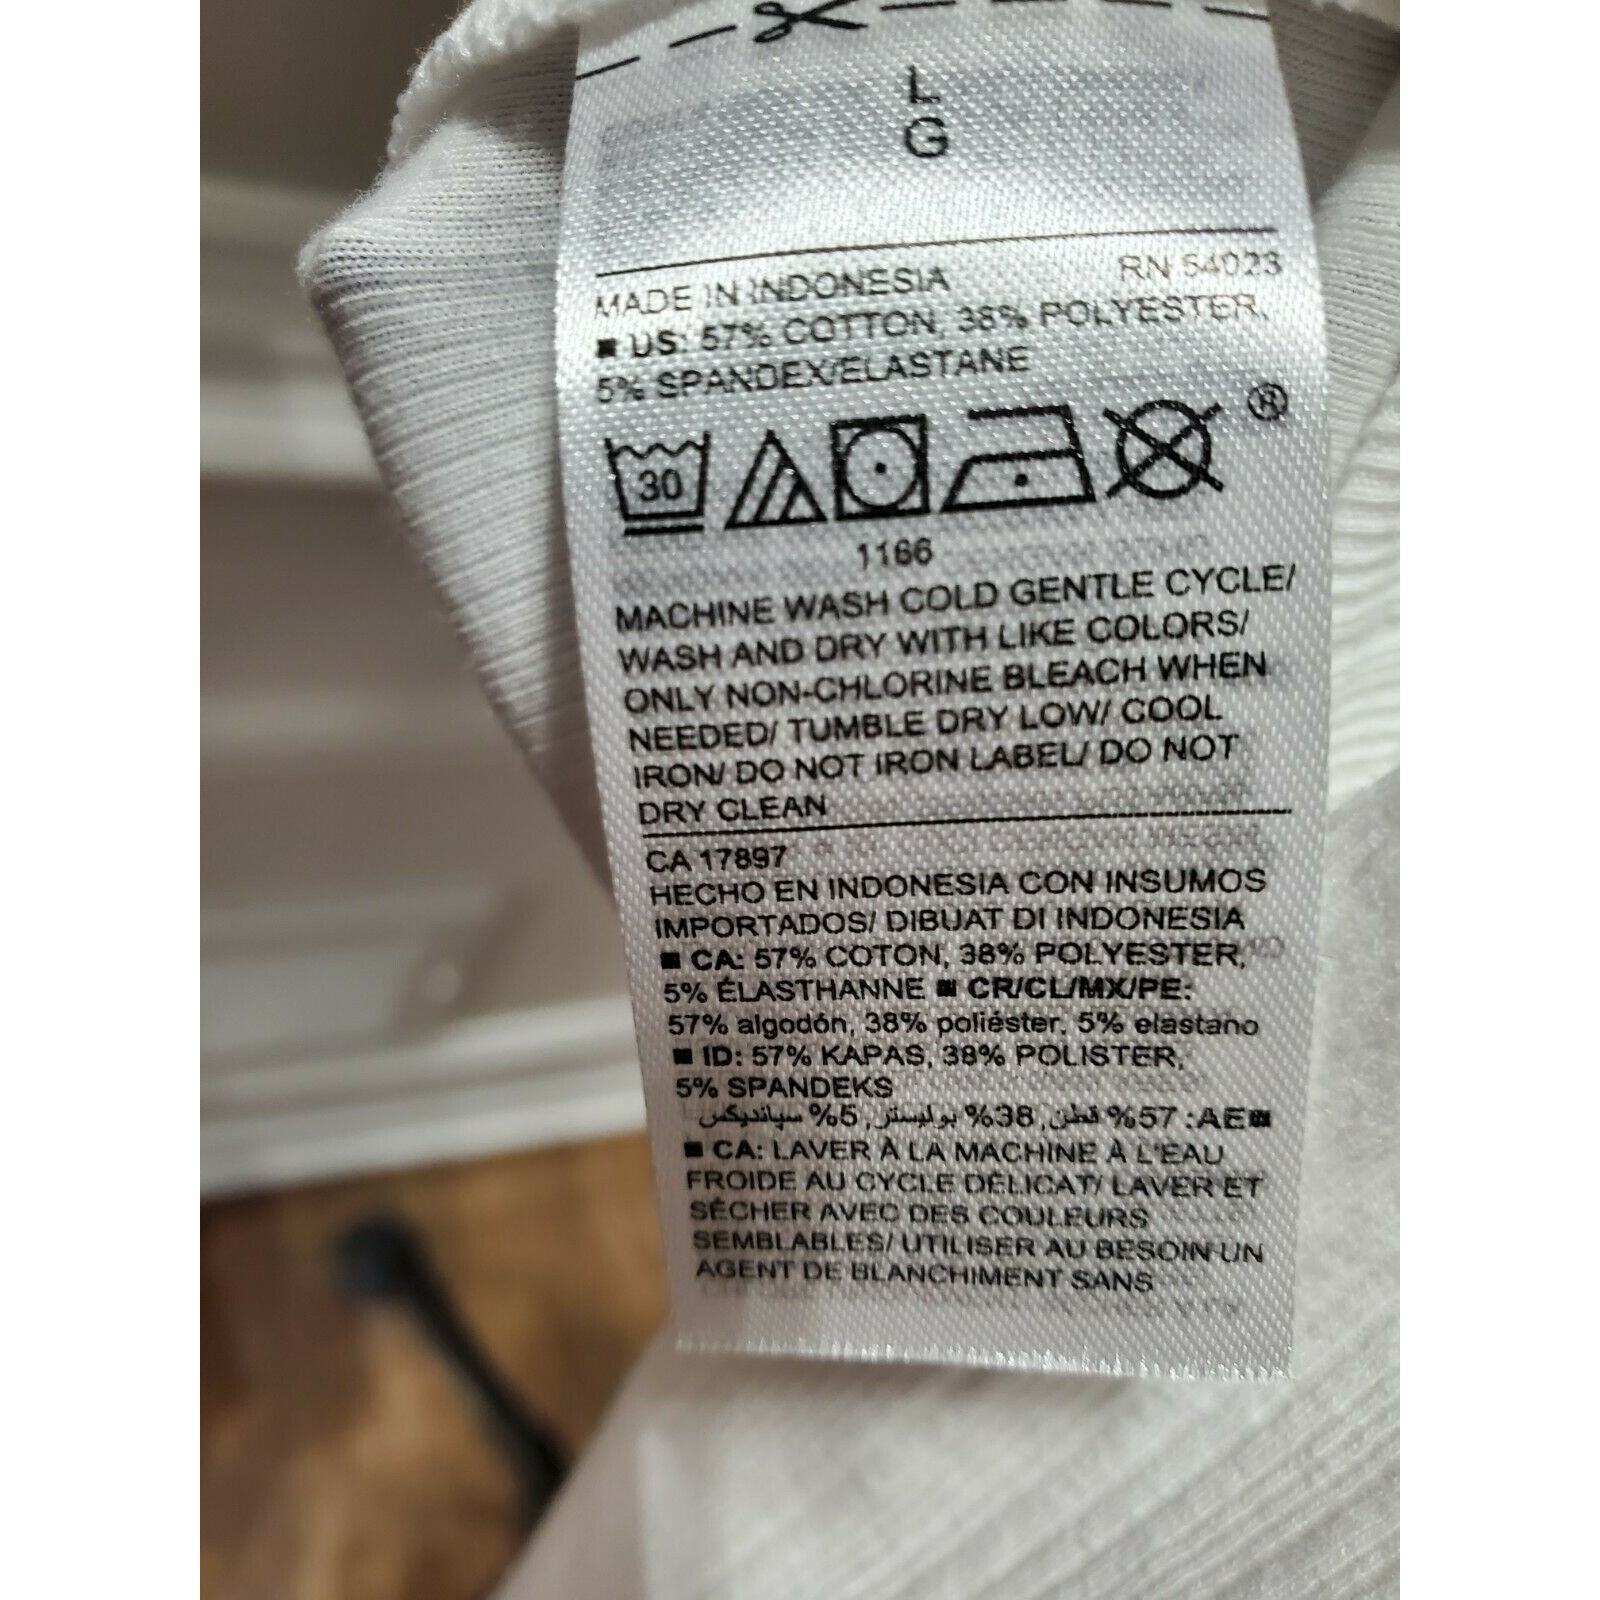 L
G
MADE IN INDONESIA RN 54023
■ US: 57% COTTON, 38% POLYESTER,
5% SPANDEX/ELASTANE
30
®
1166
MACHINE WASH COLD GENTLE CYCLE/
WASH AND DRY WITH LIKE COLORS/
ONLY NON-CHLORINE BLEACH WHEN
NEEDED/ TUMBLE DRY LOW/ COOL
IRON/ DO NOT IRON LABEL/ DO NOT
DRY CLEAN
CA 17897
HECHO EN INDONESIA CON INSUMOS
IMPORTADOS/ DIBUAT DI INDONESIA
■ CA: 57% COTON, 38% POLYESTER,
5% ÉLASTHANNE ■ CR/CL/MX/PE:
57% algodón, 38% poliéster, 5% elastano
■ ID: 57% KAPAS, 38% POLISTER,
5% SPANDEKS
■AE: 57% قطن, 38% بوليستر, 5% سبانديكس
■ CA: LAVER À LA MACHINE À L'EAU
FROIDE AU CYCLE DÉLICAT/ LAVER ET
SÉCHER AVEC DES COULEURS
SEMBLABLES/ UTILISER AU BESOIN UN
AGENT DE BLANCHIMENT SANS